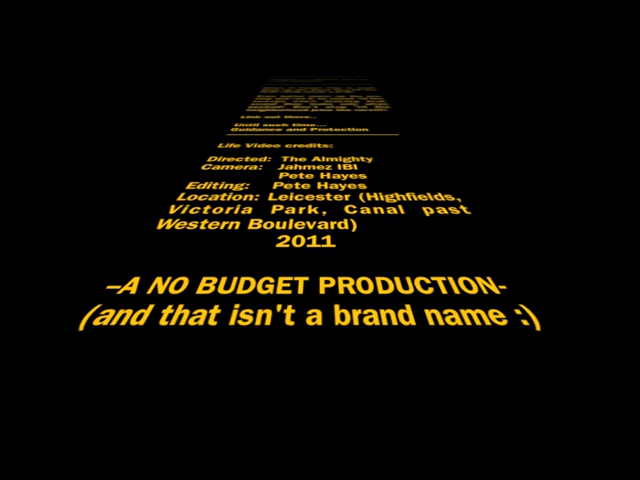 Link out there...
Until such time...
Guidance and Protection
Life Video credits:
Directed: The Almighty
Camera: Jahmez IBI
Pete Hayes
Editing: Pete Hayes
Location: Leicester (Highfields,
Victoria Park, Canal past
Western Boulevard)
2011
–A NO BUDGET PRODUCTION-
(and that isn't a brand name :)